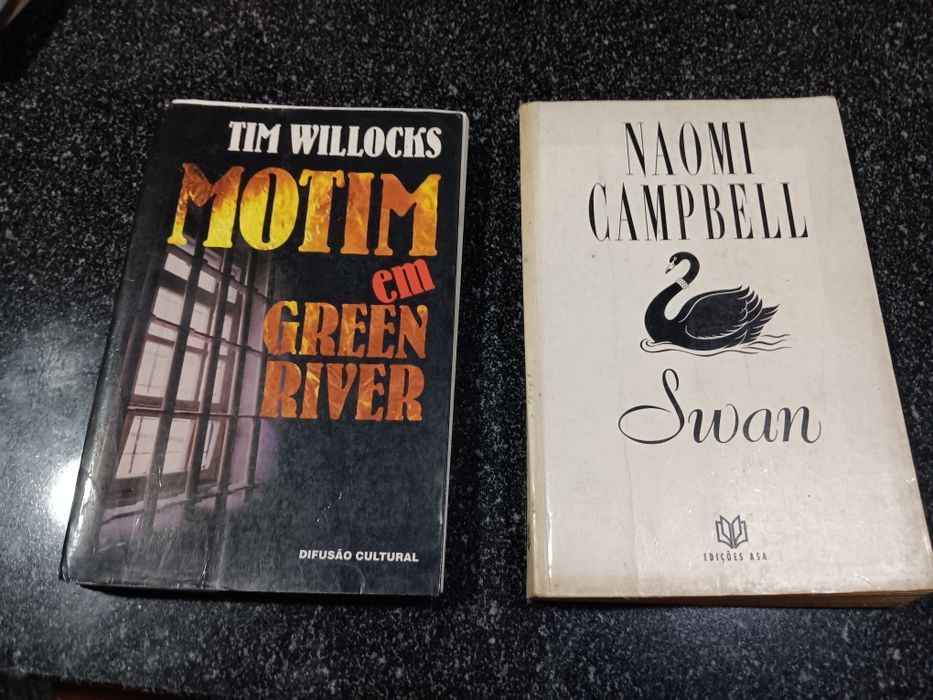 TIM WILLOCKS
MOTIM
em
GREEN
RIVER
DIFUSÃO CULTURAL
NAOMI
CAMPBELL
Swan
EDIÇÕES ASA